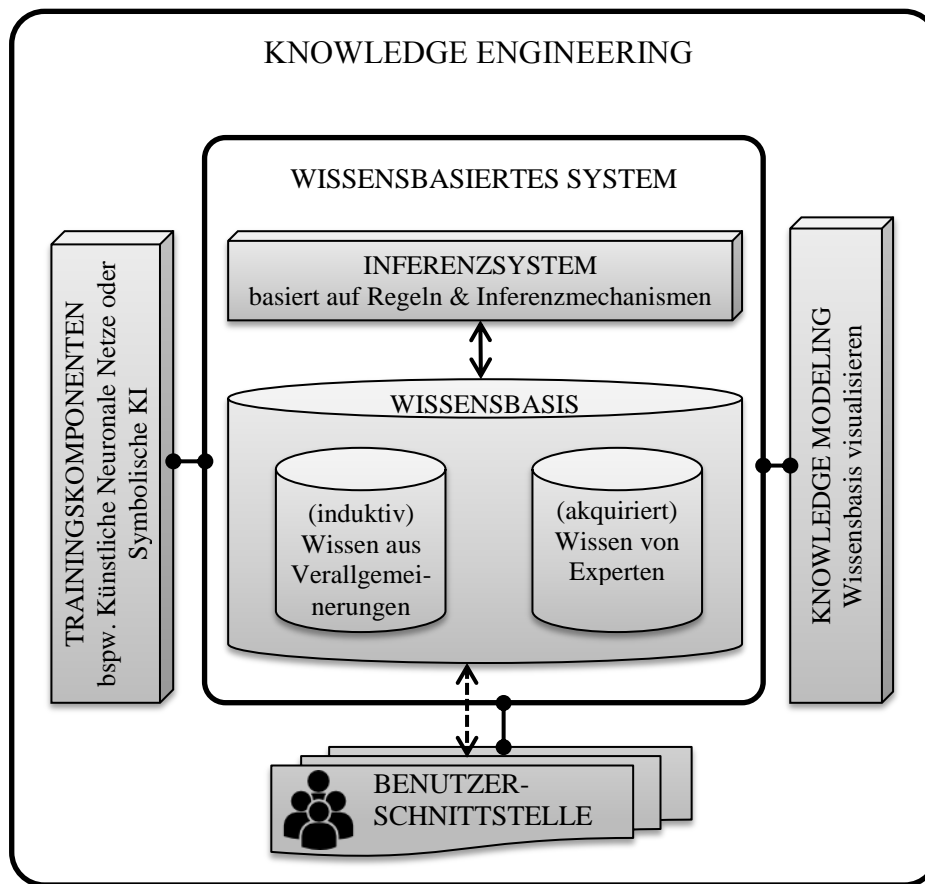 KNOWLEDGE ENGINEERING
WISSENSBASIERTES SYSTEM
TRAININGSKOMPONENTEN
bspw. Künstliche Neuronale Netze oder
Symbolische KI
INFERENZSYSTEM
basiert auf Regeln & Inferenzmechanismen
WISSENSBASIS
(induktiv)
Wissen aus
Verallgemei-
nerungen
(akquiriert)
Wissen von
Experten
KNOWLEDGE MODELING
Wissensbasis visualisieren
BENUTZER-
SCHNITTSTELLE